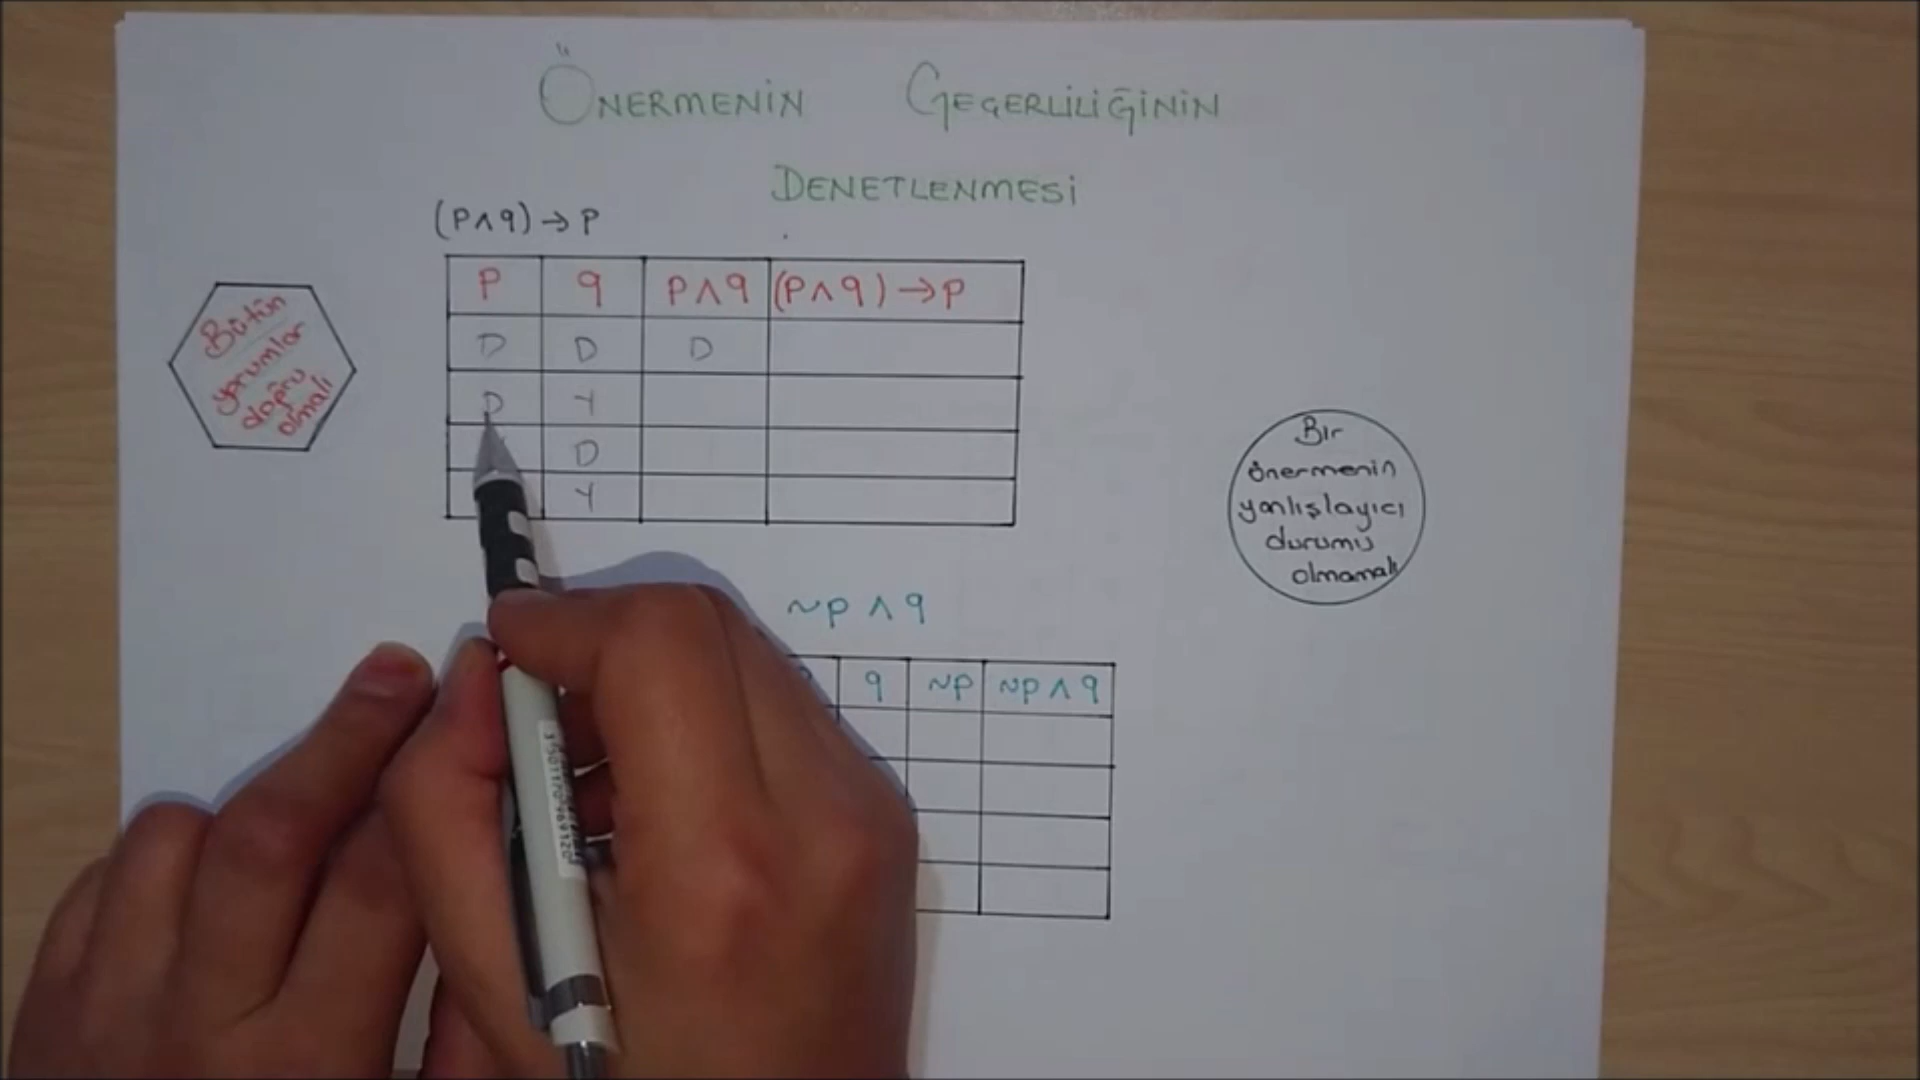 ÖNERMENİN GEÇERLİLİĞİNİN
DENETLENMESİ
(P∧q)→P
P q P∧q (P∧q)→P
D D D
D Y
D
Y
Bütün
yorumlar
doğru
olmalı
Bir
önermenin
yanlışlayıcı
durumu
olmamalı
~p ∧ q
q ~p ~p ∧ q